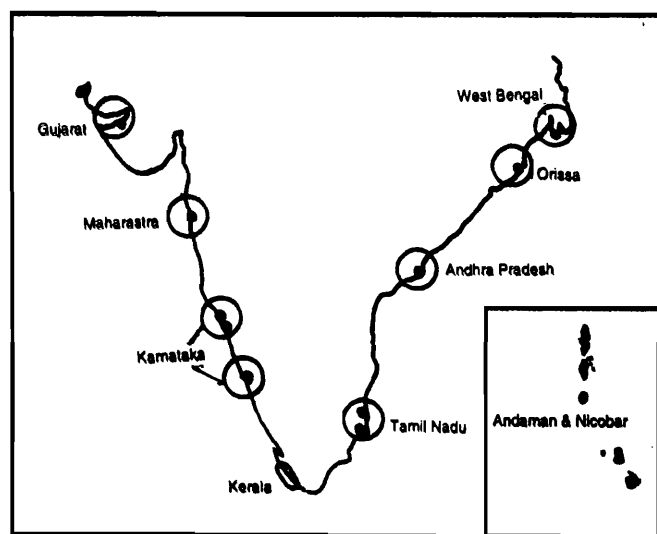 West Bengal
Gujarat
Orissa
Maharastra
Andhra Pradesh
Karnataka
Andaman & Nicobar
Tamil Nadu
Kerala